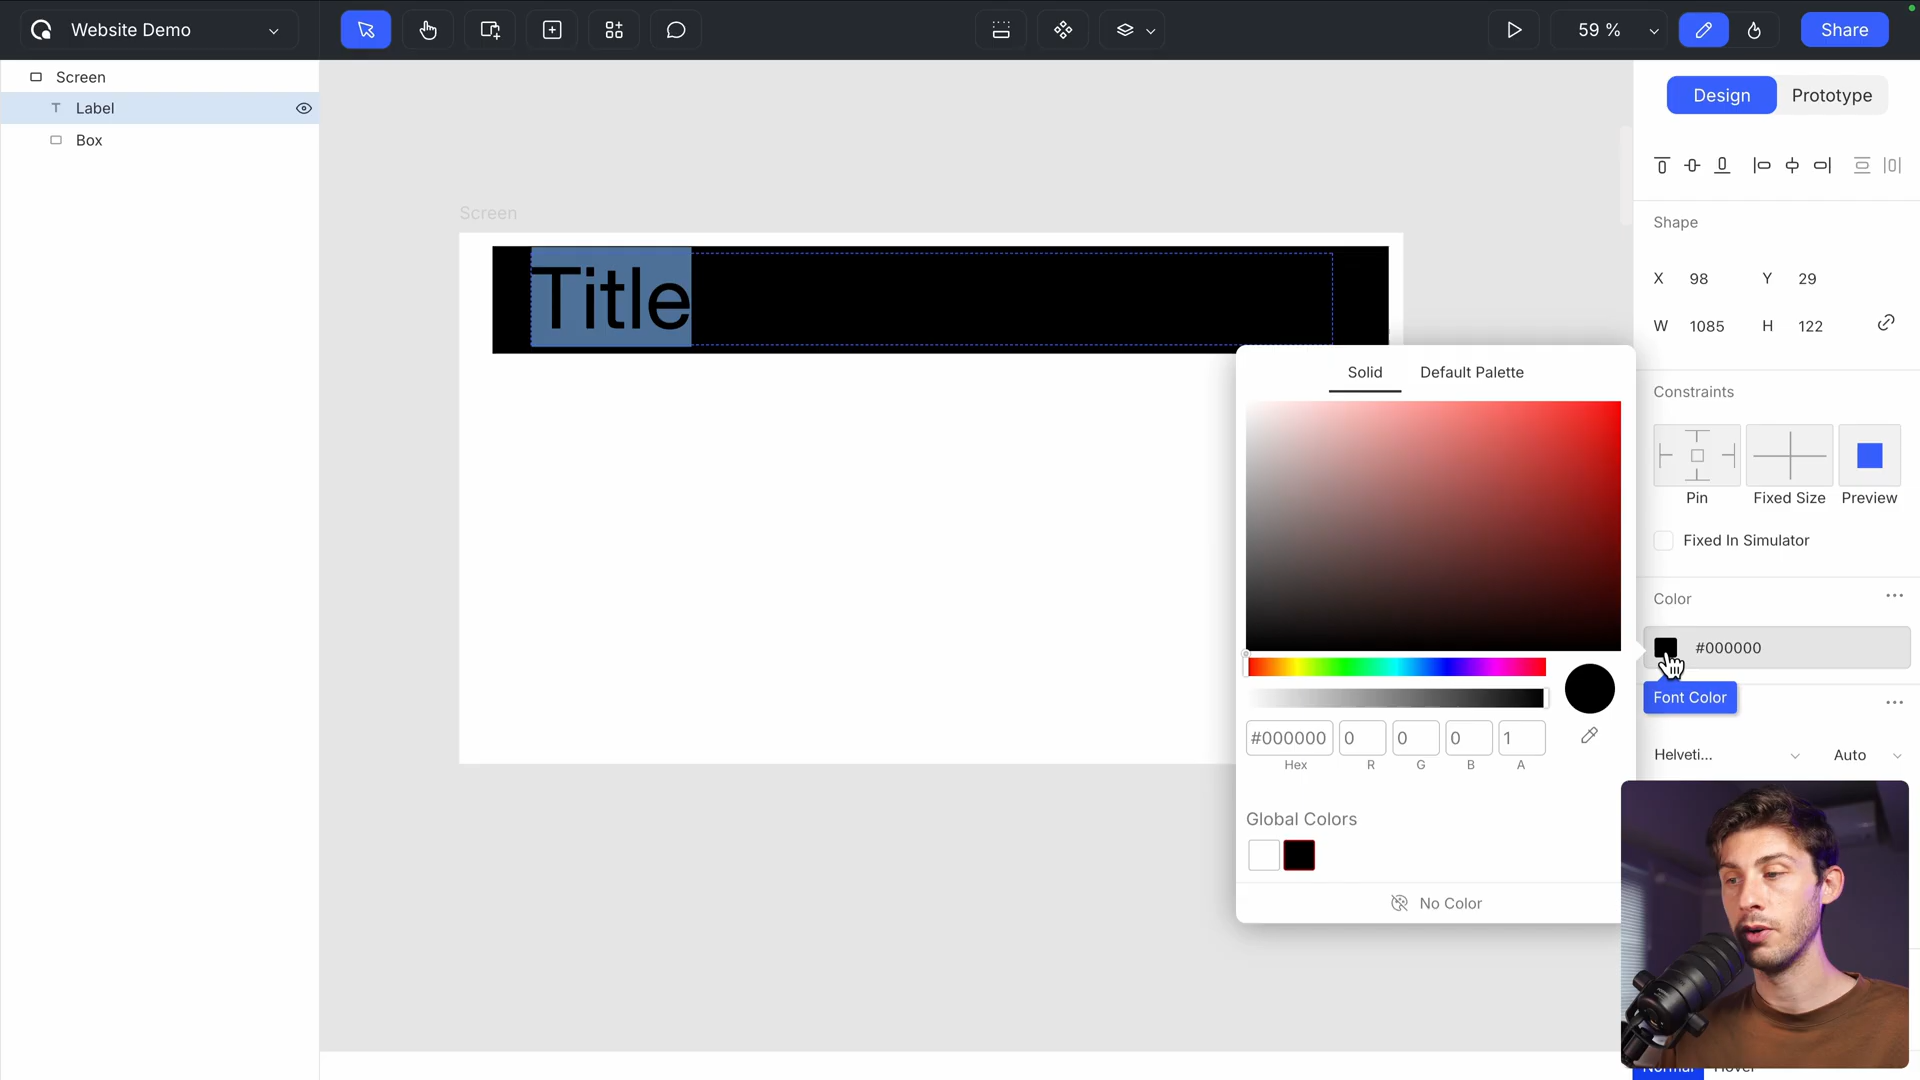 Website Demo
59 %
Share
Screen
Label
Box
Design
Prototype
Screen
Title
Shape
X 98 Y 29
W 1085 H 122
Constraints
Pin
Fixed Size
Preview
Fixed In Simulator
Color
#000000
Font Color
Helveti...
Auto
Solid
Default Palette
#000000 0 0 0 1
Hex R G B A
Global Colors
No Color
Normal Hover